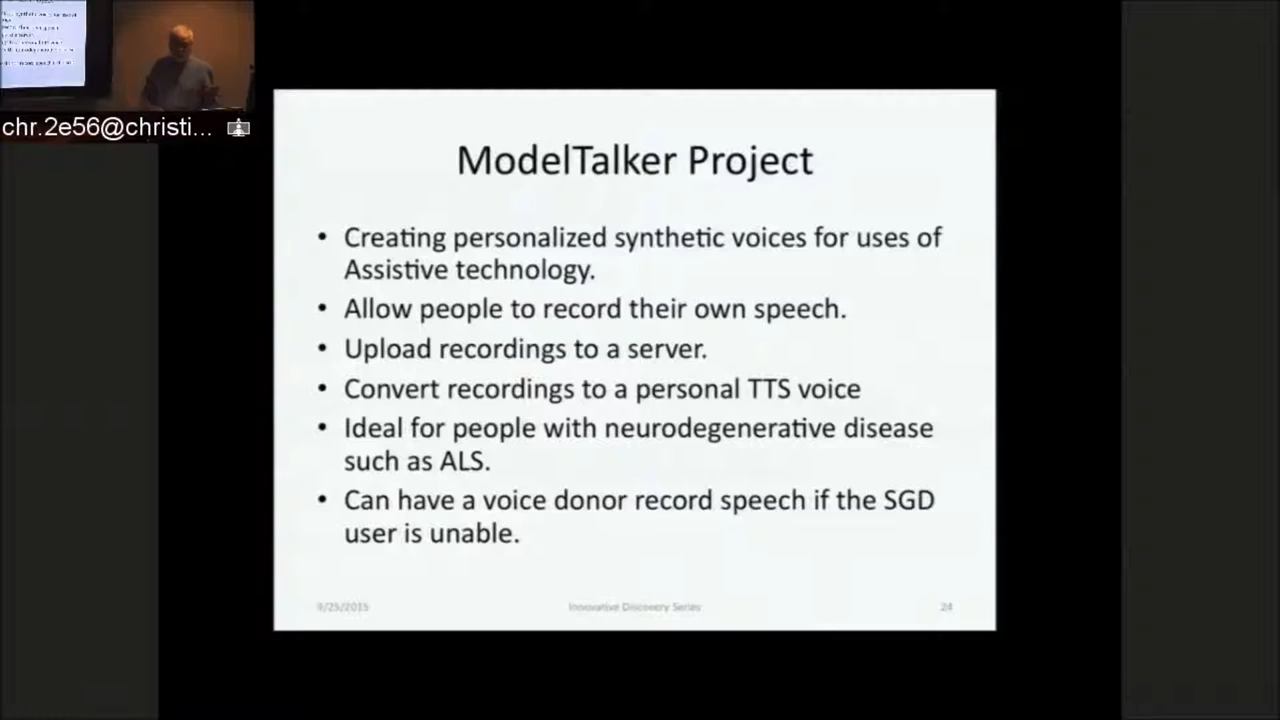 chr.2e56@christi...
ModelTalker Project
• Creating personalized synthetic voices for uses of
Assistive technology.
• Allow people to record their own speech.
• Upload recordings to a server.
• Convert recordings to a personal TTS voice
• Ideal for people with neurodegenerative disease
such as ALS.
• Can have a voice donor record speech if the SGD
user is unable.
9/25/2015 Innovative Discovery Series 24